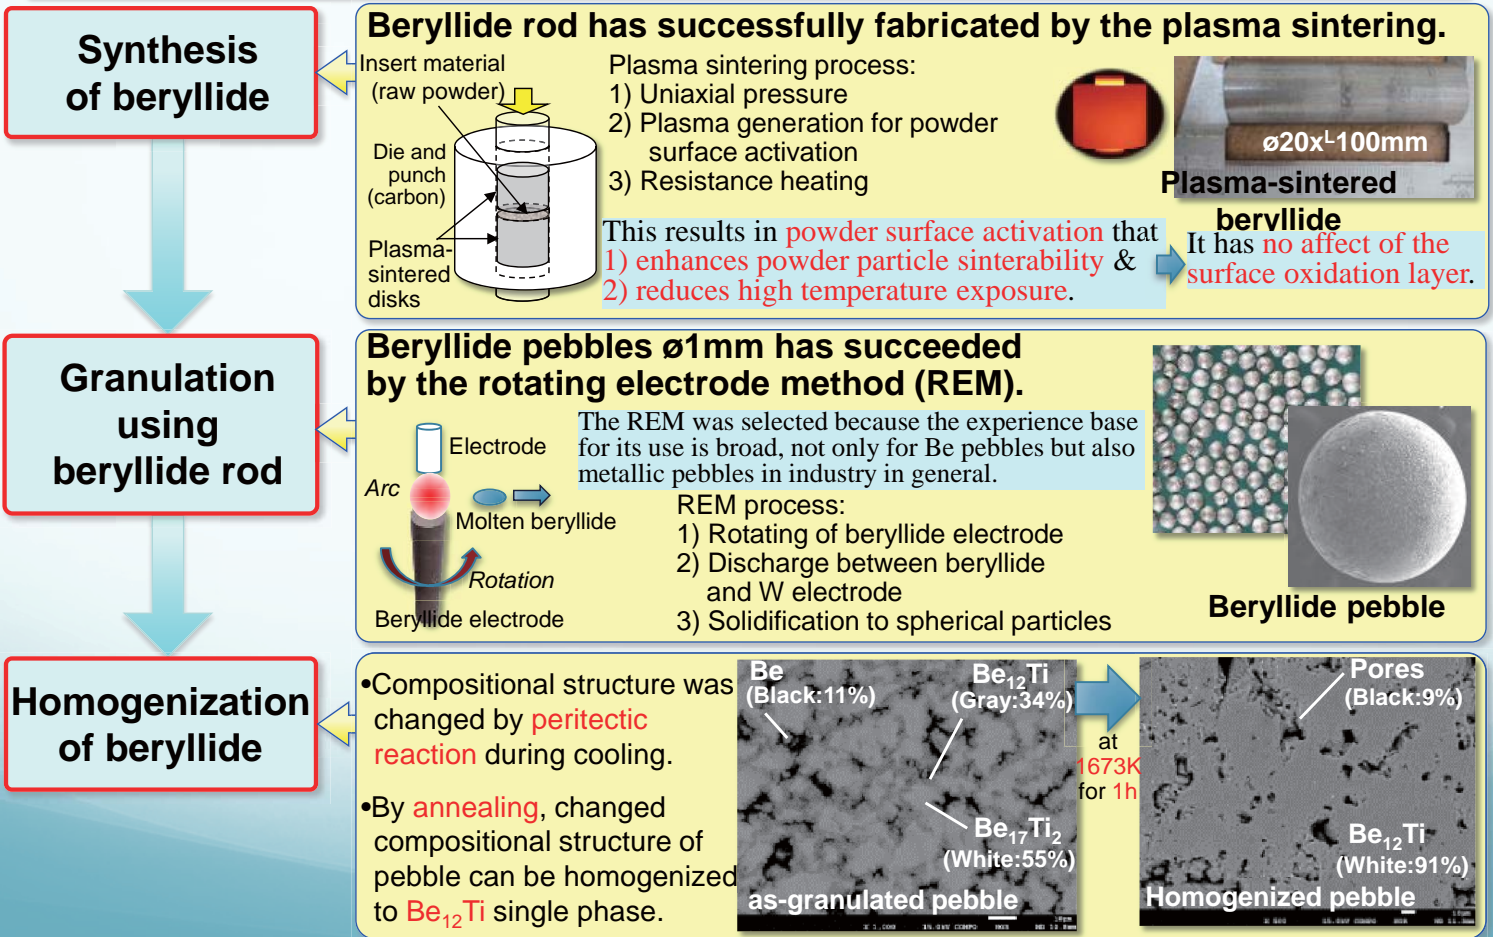 Synthesis
of beryllide
Beryllide rod has successfully fabricated by the plasma sintering.
Insert material
(raw powder)
Die and
punch
(carbon)
Plasma-
sintered
disks
Plasma sintering process:
1) Uniaxial pressure
2) Plasma generation for powder
surface activation
3) Resistance heating
ø20xᴸ100mm
Plasma-sintered
beryllide
This results in powder surface activation that
1) enhances powder particle sinterability &
2) reduces high temperature exposure.
It has no affect of the
surface oxidation layer.
Granulation
using
beryllide rod
Beryllide pebbles ø1mm has succeeded
by the rotating electrode method (REM).
Electrode
Arc
Molten beryllide
Rotation
Beryllide electrode
The REM was selected because the experience base
for its use is broad, not only for Be pebbles but also
metallic pebbles in industry in general.
REM process:
1) Rotating of beryllide electrode
2) Discharge between beryllide
and W electrode
3) Solidification to spherical particles
Beryllide pebble
Homogenization
of beryllide
•Compositional structure was
changed by peritectic
reaction during cooling.
•By annealing, changed
compositional structure of
pebble can be homogenized
to Be₁₂Ti single phase.
Be
(Black:11%)
Be₁₂Ti
(Gray:34%)
Be₁₇Ti₂
(White:55%)
as-granulated pebble
at
1673K
for 1h
Pores
(Black:9%)
Be₁₂Ti
(White:91%)
Homogenized pebble